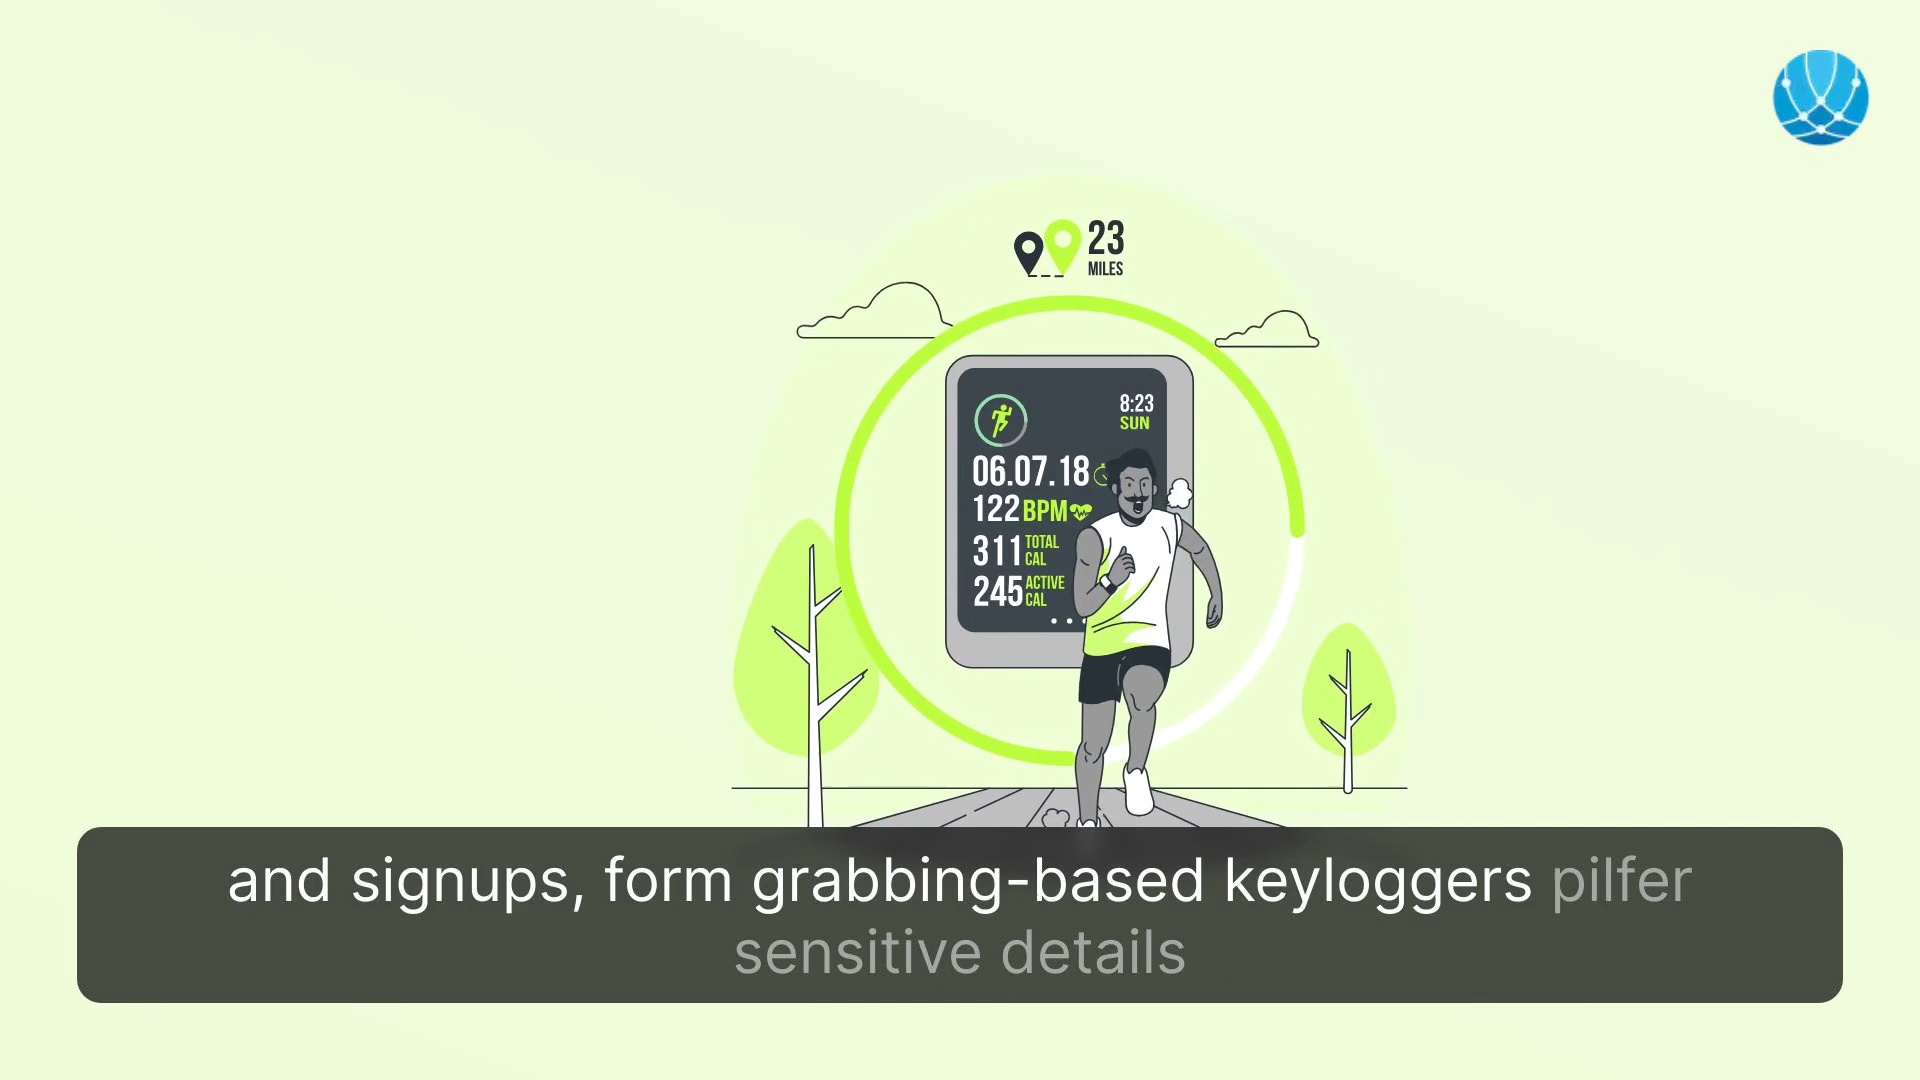 23
MILES
8:23
SUN
06.07.18
122 BPM
311 TOTAL CAL
245 ACTIVE CAL
and signups, form grabbing-based keyloggers pilfer
sensitive details